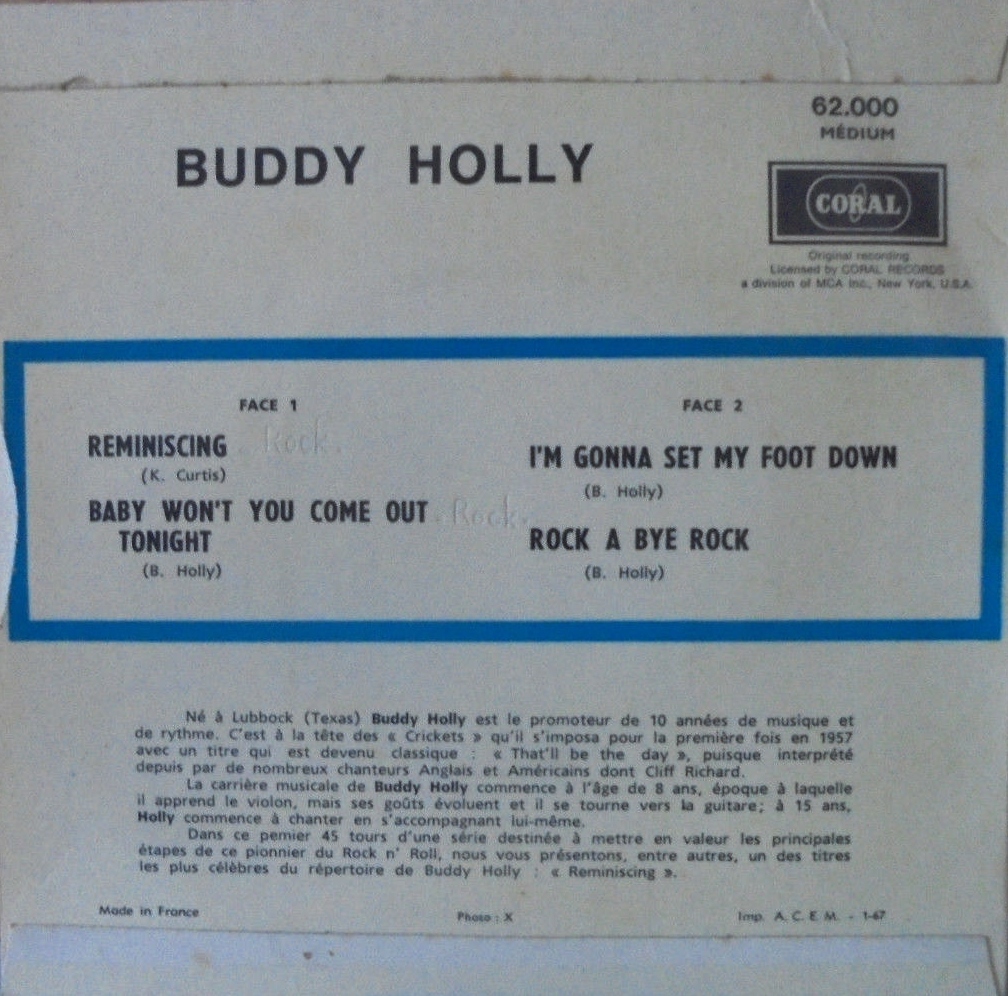 62.000
MÉDIUM
BUDDY HOLLY
CORAL
Original recording
Licensed by CORAL RECORDS
a division of MCA Inc., New York, U.S.A.
FACE 1
REMINISCING Rock.
(K. Curtis)
BABY WON'T YOU COME OUT Rock.
TONIGHT
(B. Holly)
FACE 2
I'M GONNA SET MY FOOT DOWN
(B. Holly)
ROCK A BYE ROCK
(B. Holly)
Né à Lubbock (Texas) Buddy Holly est le promoteur de 10 années de musique et
de rythme. C'est à la tête des « Crickets » qu'il s'imposa pour la première fois en 1957
avec un titre qui est devenu classique : « That'll be the day », puisque interprété
depuis par de nombreux chanteurs Anglais et Américains dont Cliff Richard.
La carrière musicale de Buddy Holly commence à l'âge de 8 ans, époque à laquelle
il apprend le violon, mais ses goûts évoluent et il se tourne vers la guitare; à 15 ans,
Holly commence à chanter en s'accompagnant lui-même.
Dans ce pemier 45 tours d'une série destinée à mettre en valeur les principales
étapes de ce pionnier du Rock n' Roll, nous vous présentons, entre autres, un des titres
les plus célèbres du répertoire de Buddy Holly : « Reminiscing ».
Made in France
Photo : X
Imp. A. C. E. M. - 1-67